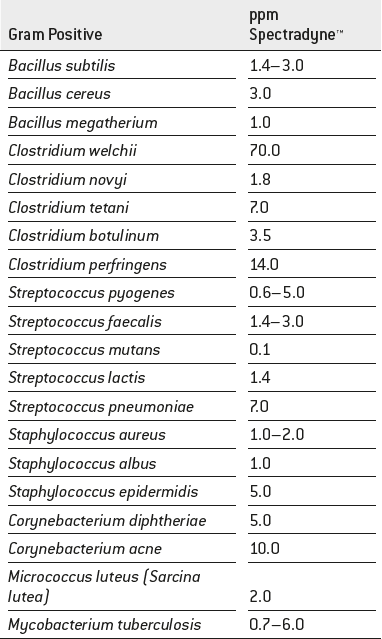 Gram Positive ppm
Spectradyne™
Bacillus subtilis 1.4–3.0
Bacillus cereus 3.0
Bacillus megatherium 1.0
Clostridium welchii 70.0
Clostridium novyi 1.8
Clostridium tetani 7.0
Clostridium botulinum 3.5
Clostridium perfringens 14.0
Streptococcus pyogenes 0.6–5.0
Streptococcus faecalis 1.4–3.0
Streptococcus mutans 0.1
Streptococcus lactis 1.4
Streptococcus pneumoniae 7.0
Staphylococcus aureus 1.0–2.0
Staphylococcus albus 1.0
Staphylococcus epidermidis 5.0
Corynebacterium diphtheriae 5.0
Corynebacterium acne 10.0
Micrococcus luteus (Sarcina
lutea) 2.0
Mycobacterium tuberculosis 0.7–6.0